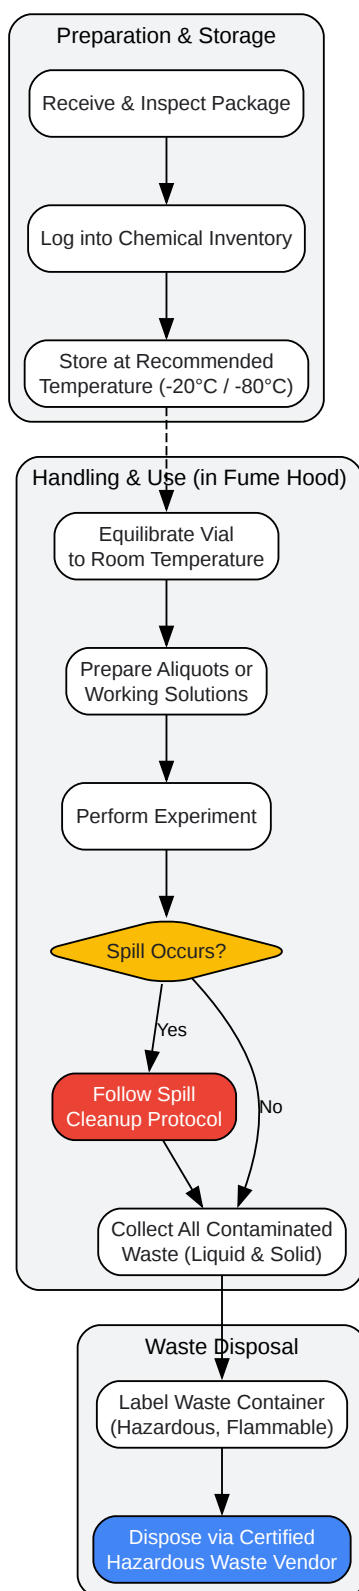 Preparation & Storage
Receive & Inspect Package
Log into Chemical Inventory
Store at Recommended
Temperature (-20°C / -80°C)
Handling & Use (in Fume Hood)
Equilibrate Vial
to Room Temperature
Prepare Aliquots or
Working Solutions
Perform Experiment
Spill Occurs?
Yes
Follow Spill
Cleanup Protocol
No
Collect All Contaminated
Waste (Liquid & Solid)
Waste Disposal
Label Waste Container
(Hazardous, Flammable)
Dispose via Certified
Hazardous Waste Vendor